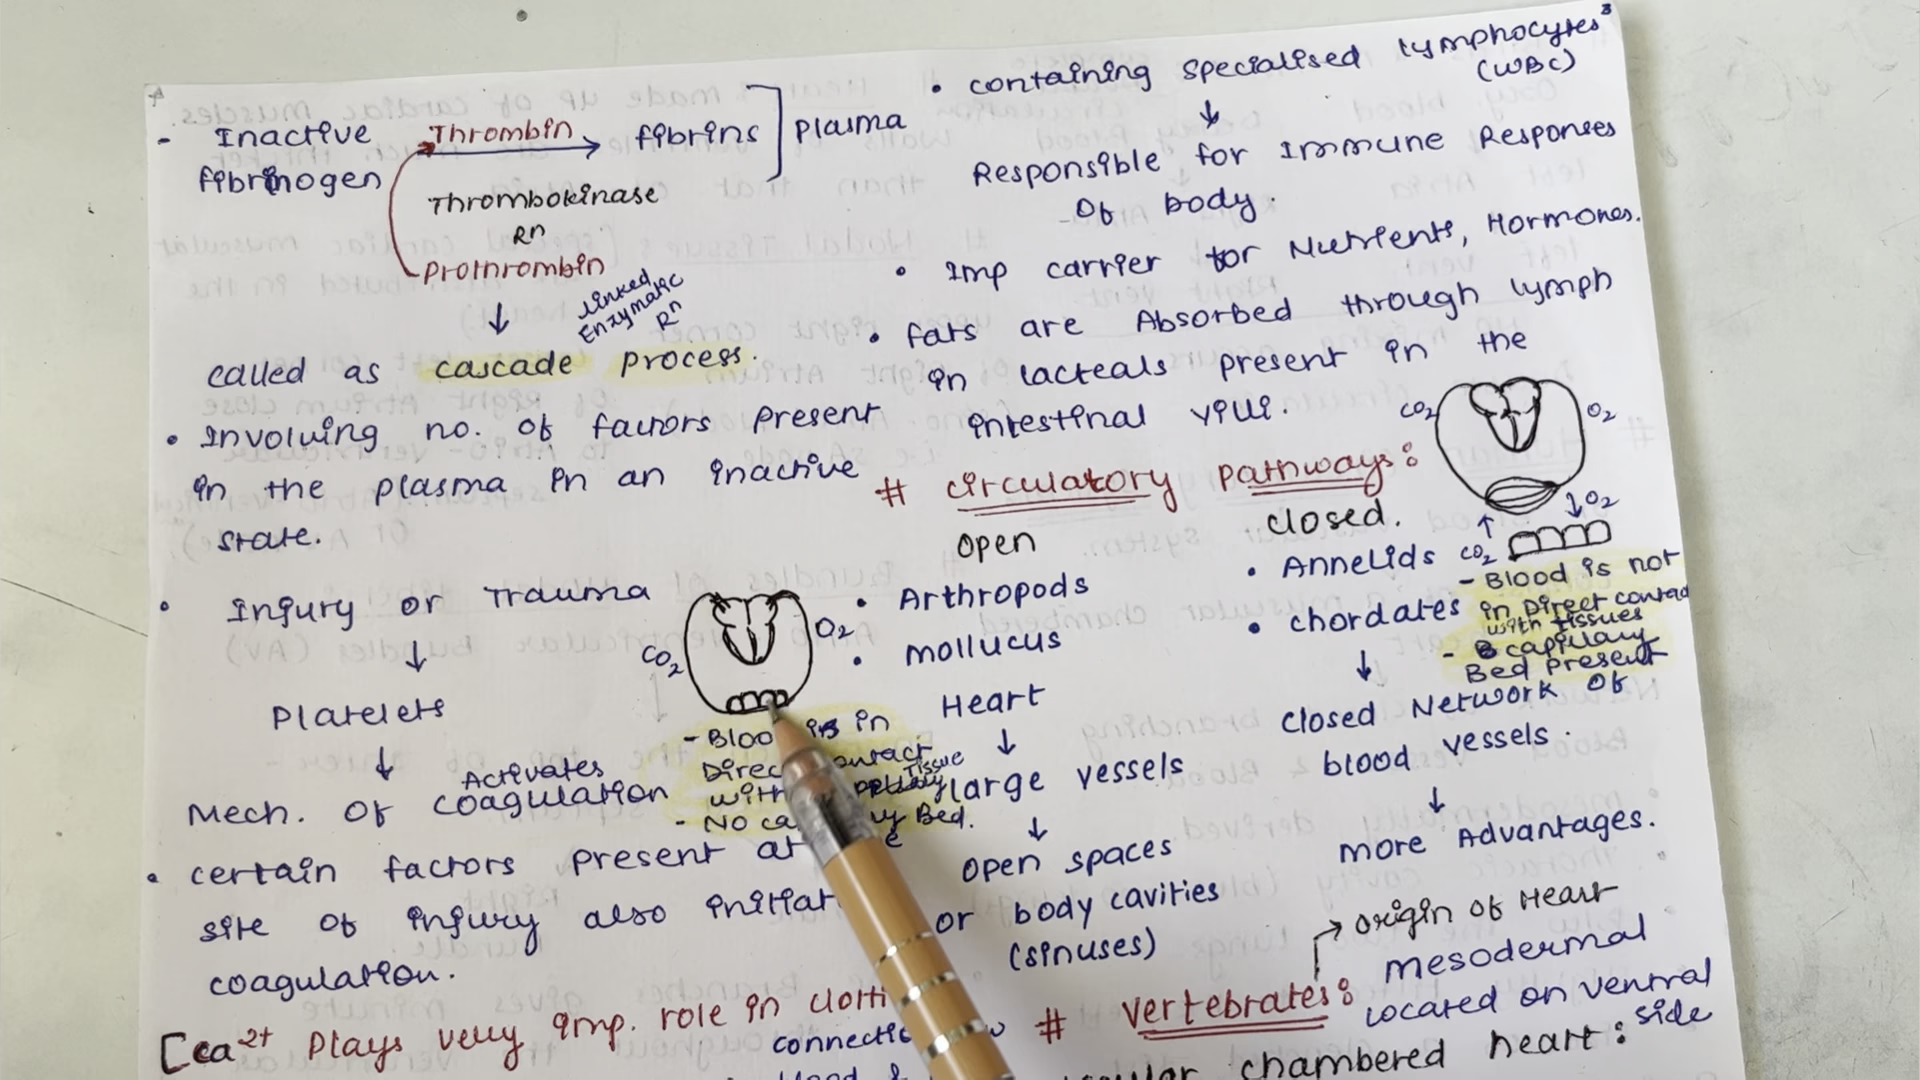 - Inactive Thrombin fibrins Plasma
fibrinogen
Thrombokinase
Rn
Prothrombin
linked
Enzymatic
Rn
called as cascade process.
• Involving no. of factors present
in the plasma in an inactive
state.
• Injury or Trauma
Platelets
Activates
Mech. of coagulation
• certain factors present at
site of injury also
coagulation.
[ca2+ Plays very imp. role in
CO2
O2
- in
with Tissue
- NO Bed.
3
• containing specialised lymphocytes
(WBC)
Responsible for Immune Responses
Of body.
• Imp carrier for Nutrients, Hormones.
• fats are Absorbed through lymph
in lacteals present in the
intestinal villi.
# circulatory pathways:
Open
• Arthropods
• mollucus
Heart
large vessels
open spaces
or body cavities
(sinuses)
closed.
• Annelids
• chordates
closed Network of
blood vessels.
more Advantages.
CO2
O2
O2
CO2
- Blood is not
in Direct contact
with tissues
- capillary
Bed present
# vertebrates:
origin of Heart
mesodermal
located on ventral
side
chambered heart: